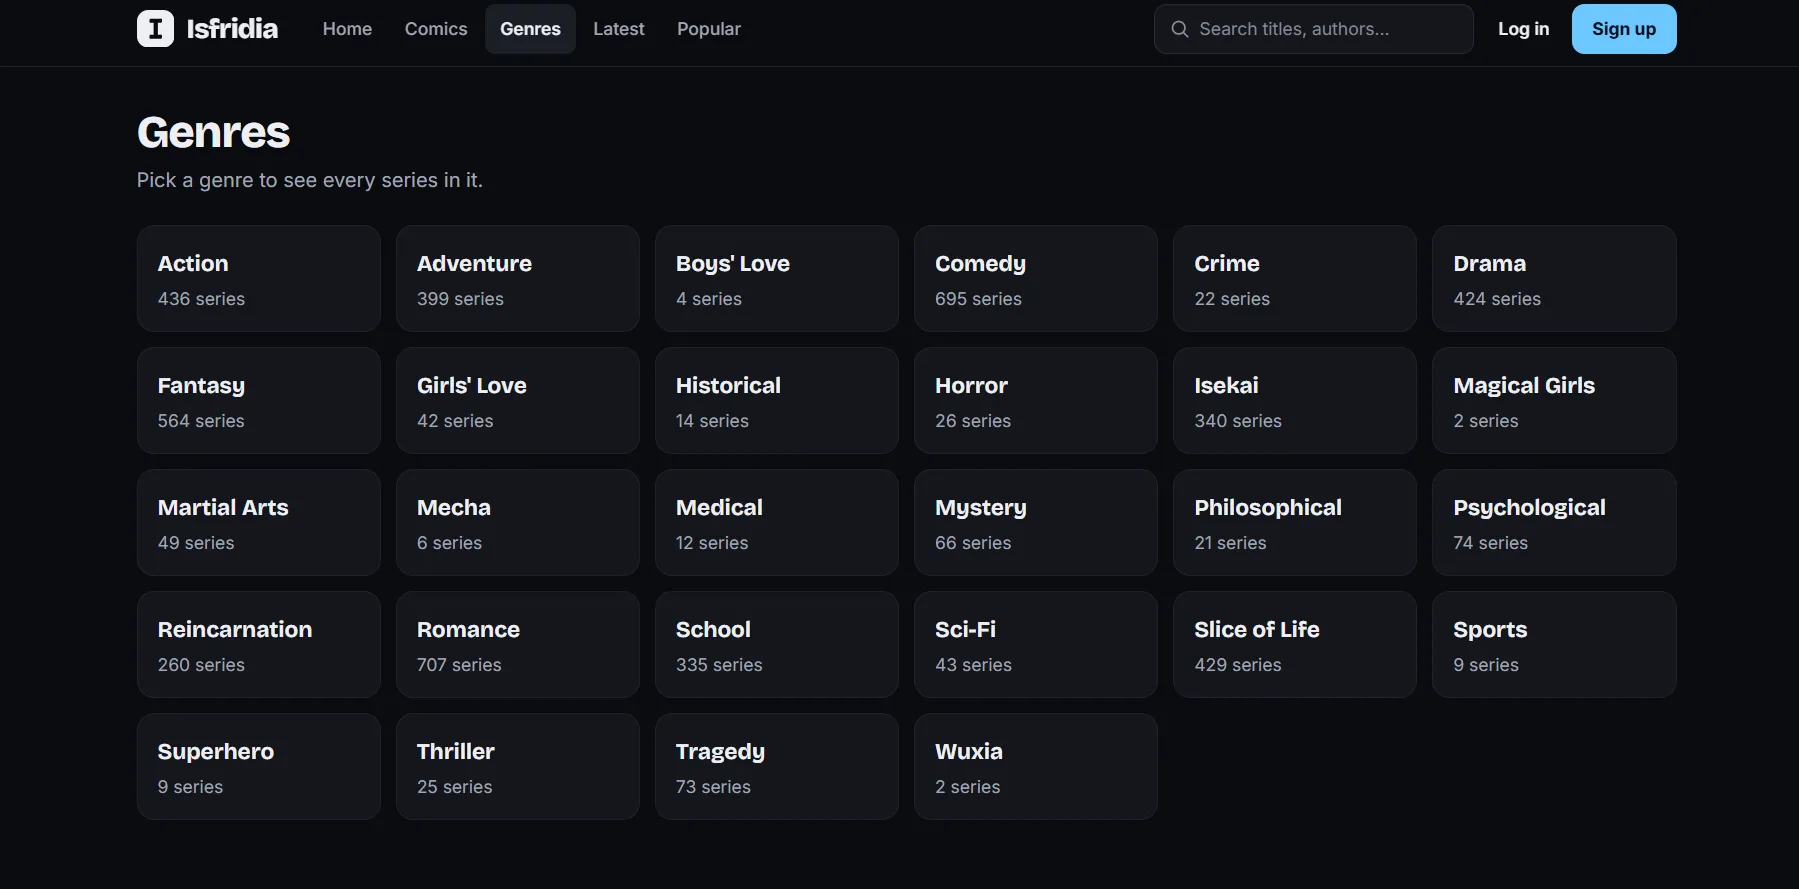 I Isfridia Home Comics Genres Latest Popular Search titles, authors... Log in Sign up
Genres
Pick a genre to see every series in it.
Action
436 series
Adventure
399 series
Boys' Love
4 series
Comedy
695 series
Crime
22 series
Drama
424 series
Fantasy
564 series
Girls' Love
42 series
Historical
14 series
Horror
26 series
Isekai
340 series
Magical Girls
2 series
Martial Arts
49 series
Mecha
6 series
Medical
12 series
Mystery
66 series
Philosophical
21 series
Psychological
74 series
Reincarnation
260 series
Romance
707 series
School
335 series
Sci-Fi
43 series
Slice of Life
429 series
Sports
9 series
Superhero
9 series
Thriller
25 series
Tragedy
73 series
Wuxia
2 series